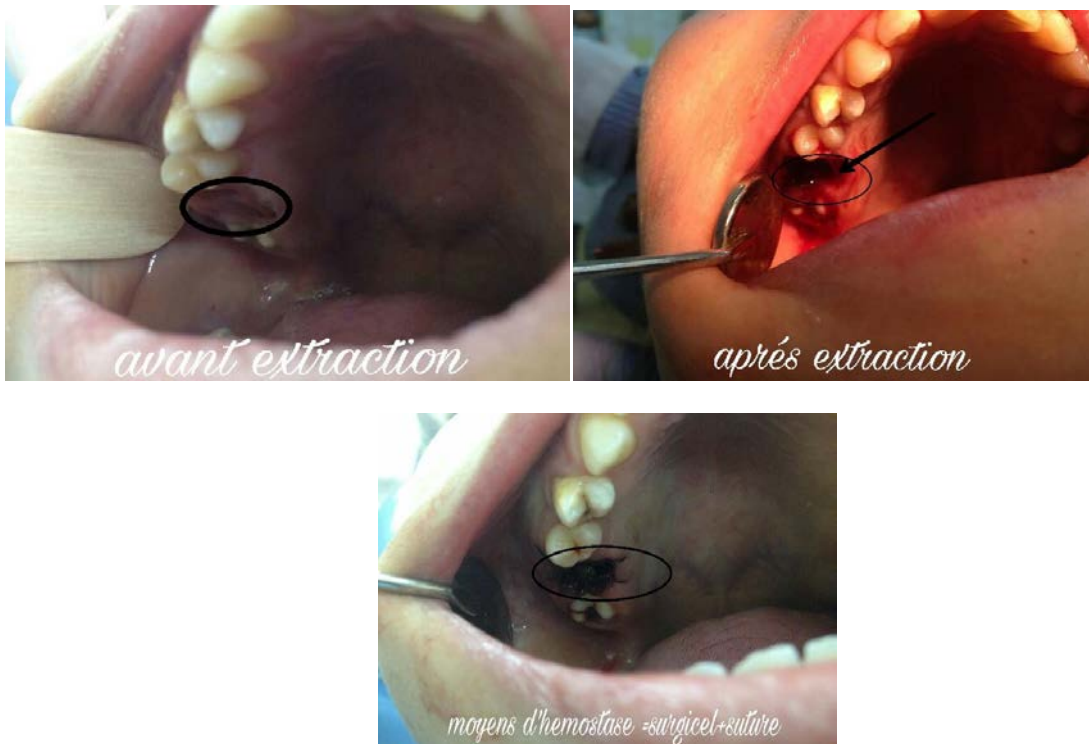 avant extraction
aprés extraction
moyens d'hemostase =surgicel+suture